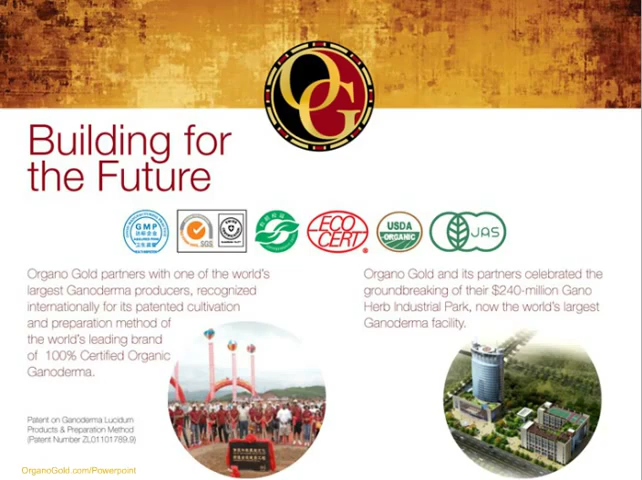 OG
Building for
the Future
GMP
SGS
ECO
CERT
USDA
ORGANIC
JAS
Organo Gold partners with one of the world's
largest Ganoderma producers, recognized
internationally for its patented cultivation
and preparation method of
the world's leading brand
of 100% Certified Organic
Ganoderma.
Organo Gold and its partners celebrated the
groundbreaking of their $240-million Gano
Herb Industrial Park, now the world's largest
Ganoderma facility.
Patent on Ganoderma Lucidum
Products & Preparation Method
(Patent Number ZL01101789.9)
OrganoGold.com/Powerpoint